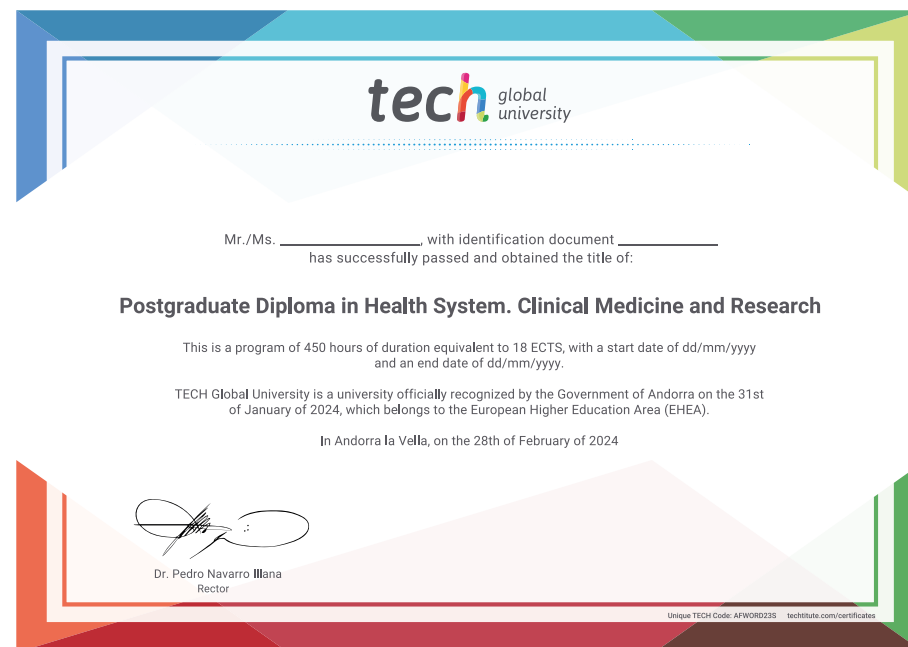 tech global university
Mr./Ms. ____________________, with identification document ______________
has successfully passed and obtained the title of:
Postgraduate Diploma in Health System. Clinical Medicine and Research
This is a program of 450 hours of duration equivalent to 18 ECTS, with a start date of dd/mm/yyyy
and an end date of dd/mm/yyyy.
TECH Global University is a university officially recognized by the Government of Andorra on the 31st
of January of 2024, which belongs to the European Higher Education Area (EHEA).
In Andorra la Vella, on the 28th of February of 2024
Dr. Pedro Navarro Illana
Rector
Unique TECH Code: AFWORD23S techtitute.com/certificates